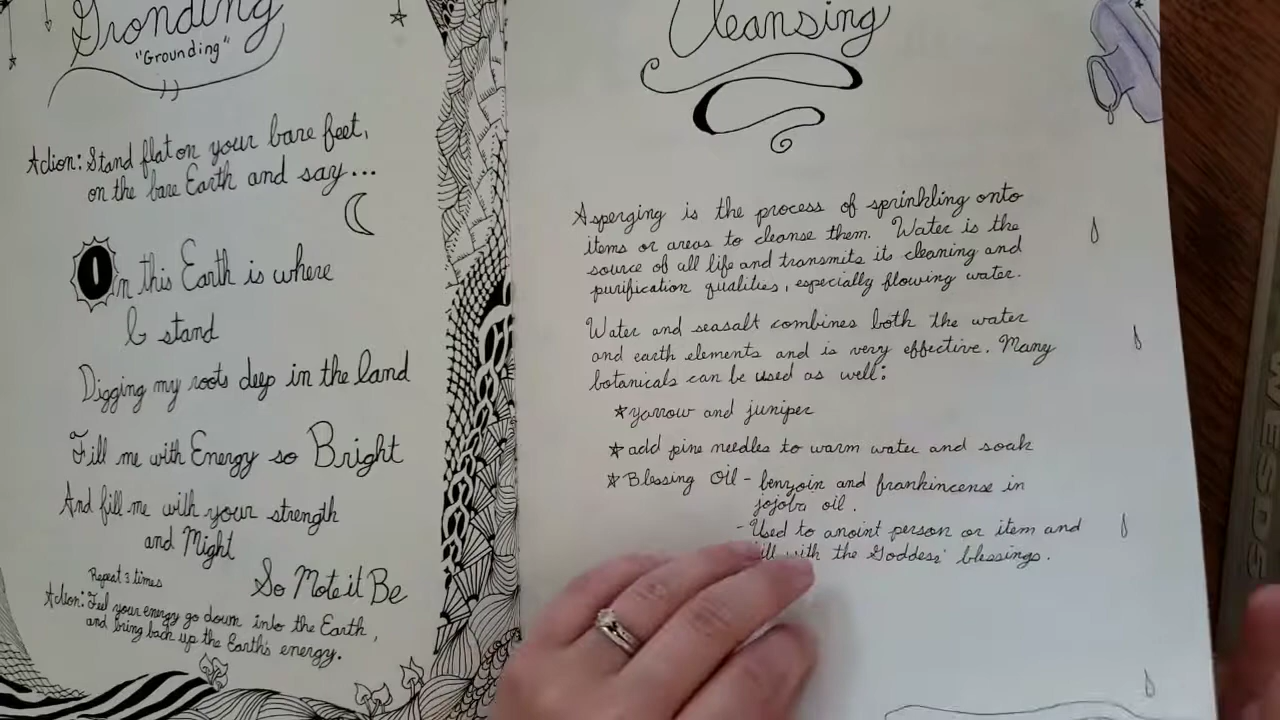 Gronding
"Grounding"
Action: Stand flat on your bare feet,
on the bare Earth and say...
On this Earth is where
I stand
Digging my roots deep in the land
Fill me with Energy so Bright
And fill me with your strength
and Might
So Mote it Be
Repeat 3 times
Action: Feel your energy go down into the Earth,
and bring back up the Earth's energy.
Cleansing
Asperging is the process of sprinkling onto
items or areas to cleanse them. Water is the
source of all life and transmits its cleaning and
purification qualities, especially flowing water.
Water and seasalt combines both the water
and earth elements and is very effective. Many
botanicals can be used as well:
*yarrow and juniper
*add pine needles to warm water and soak
*Blessing Oil - benzoin and frankincense in
jojoba oil.
-Used to anoint person or item and
with the Goddess' blessings.